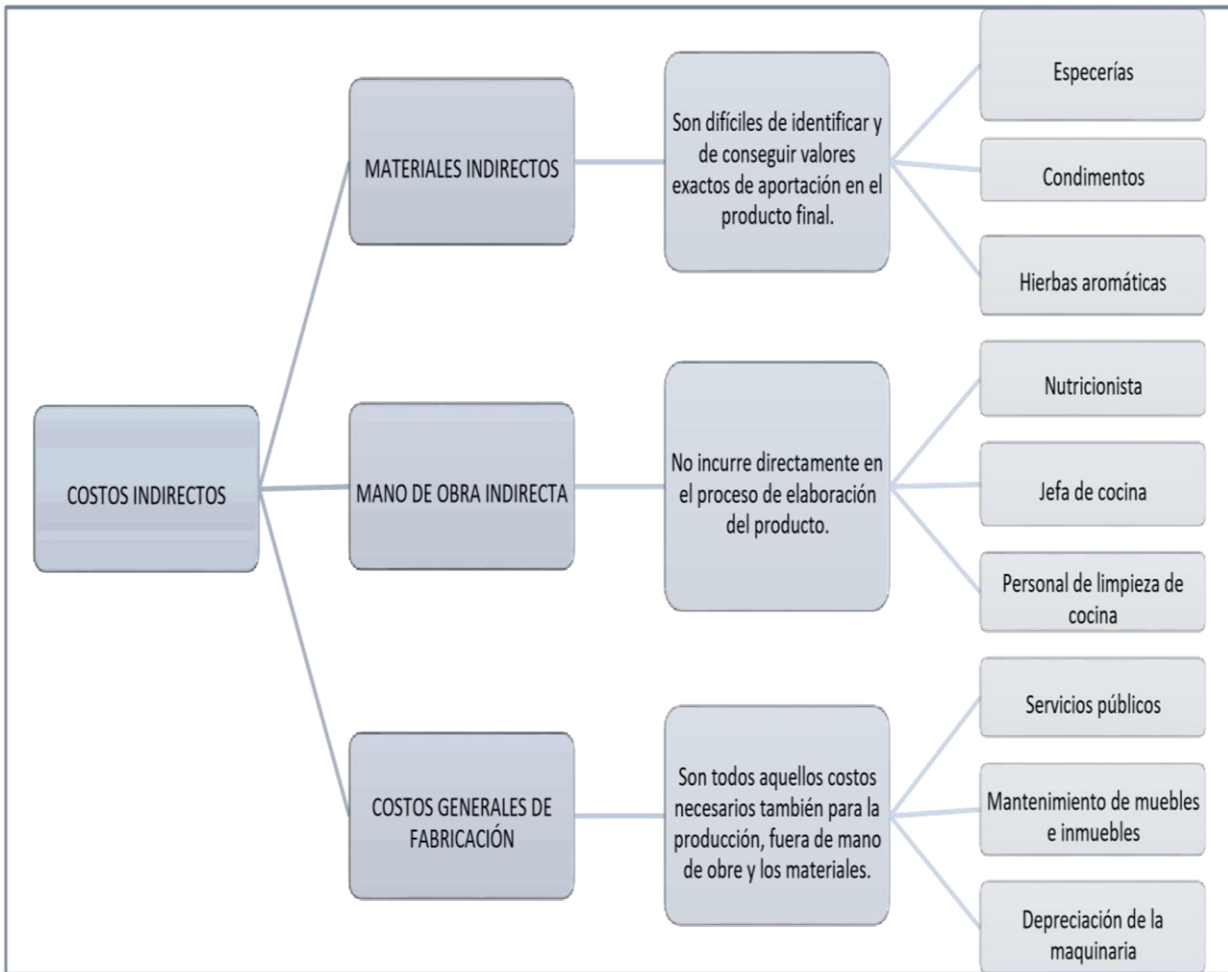 COSTOS INDIRECTOS
MATERIALES INDIRECTOS
Son difíciles de identificar y
de conseguir valores
exactos de aportación en el
producto final.
Especerías
Condimentos
Hierbas aromáticas
MANO DE OBRA INDIRECTA
No incurre directamente en
el proceso de elaboración
del producto.
Nutricionista
Jefa de cocina
Personal de limpieza de
cocina
COSTOS GENERALES DE
FABRICACIÓN
Son todos aquellos costos
necesarios también para la
producción, fuera de mano
de obre y los materiales.
Servicios públicos
Mantenimiento de muebles
e inmuebles
Depreciación de la
maquinaria